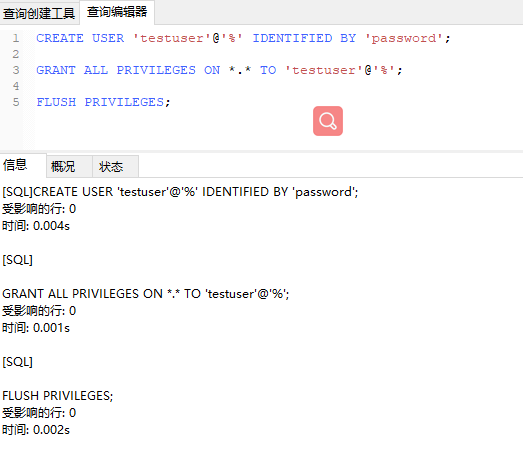 查询创建工具 查询编辑器
1 CREATE USER 'testuser'@'%' IDENTIFIED BY 'password';
2
3 GRANT ALL PRIVILEGES ON *.* TO 'testuser'@'%';
4
5 FLUSH PRIVILEGES;
信息 概况 状态
[SQL]CREATE USER 'testuser'@'%' IDENTIFIED BY 'password';
受影响的行: 0
时间: 0.004s
[SQL]
GRANT ALL PRIVILEGES ON *.* TO 'testuser'@'%';
受影响的行: 0
时间: 0.001s
[SQL]
FLUSH PRIVILEGES;
受影响的行: 0
时间: 0.002s